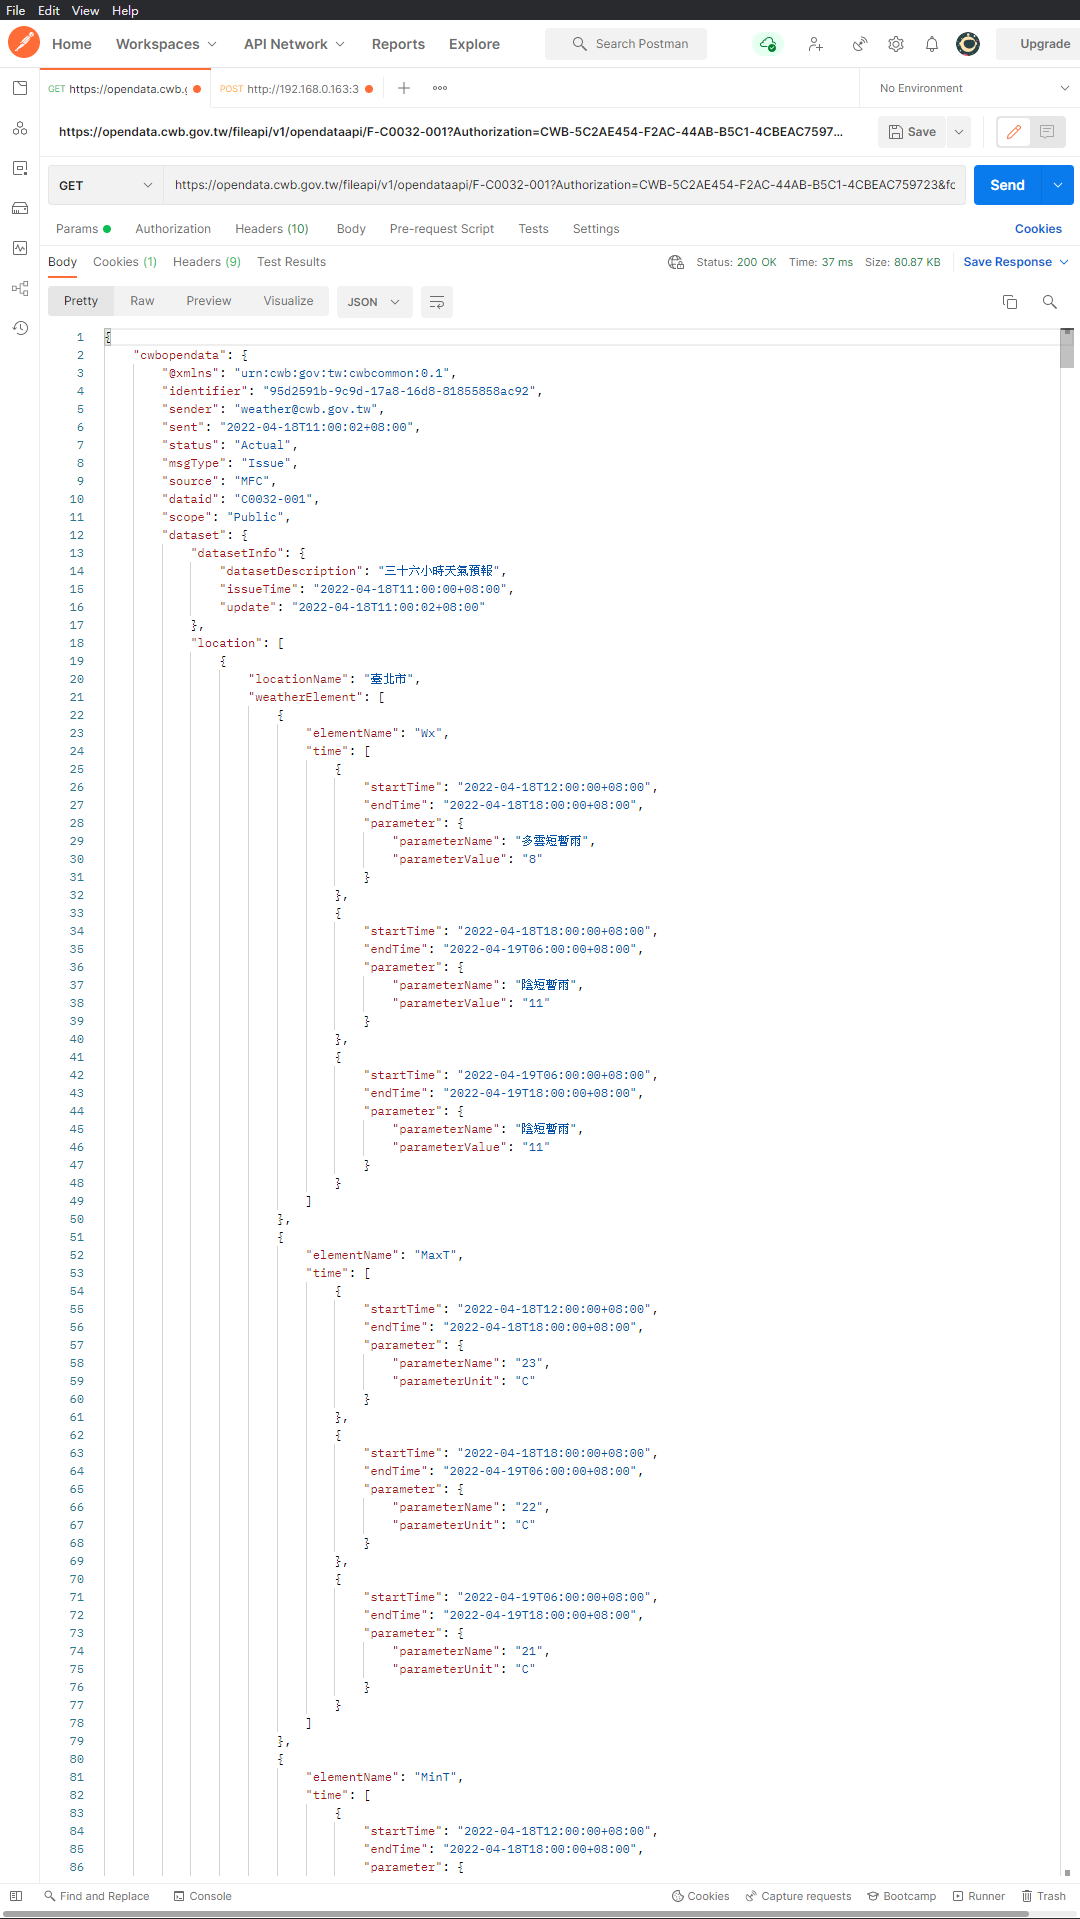 File Edit View Help
Home Workspaces API Network Reports Explore Search Postman Upgrade
GET https://opendata.cwb.g POST http://192.168.0.163:3 No Environment
https://opendata.cwb.gov.tw/fileapi/v1/opendataapi/F-C0032-001?Authorization=CWB-5C2AE454-F2AC-44AB-B5C1-4CBEAC7597... Save
GET https://opendata.cwb.gov.tw/fileapi/v1/opendataapi/F-C0032-001?Authorization=CWB-5C2AE454-F2AC-44AB-B5C1-4CBEAC759723&fo Send
Params Authorization Headers (10) Body Pre-request Script Tests Settings Cookies
Body Cookies (1) Headers (9) Test Results Status: 200 OK Time: 37 ms Size: 80.87 KB Save Response
Pretty Raw Preview Visualize JSON
1 {
2 "cwbopendata": {
3 "@xmlns": "urn:cwb:gov:tw:cwbcommon:0.1",
4 "identifier": "95d2591b-9c9d-17a8-16d8-81855858ac92",
5 "sender": "weather@cwb.gov.tw",
6 "sent": "2022-04-18T11:00:02+08:00",
7 "status": "Actual",
8 "msgType": "Issue",
9 "source": "MFC",
10 "dataid": "C0032-001",
11 "scope": "Public",
12 "dataset": {
13 "datasetInfo": {
14 "datasetDescription": "三十六小時天氣預報",
15 "issueTime": "2022-04-18T11:00:00+08:00",
16 "update": "2022-04-18T11:00:02+08:00"
17 },
18 "location": [
19 {
20 "locationName": "臺北市",
21 "weatherElement": [
22 {
23 "elementName": "Wx",
24 "time": [
25 {
26 "startTime": "2022-04-18T12:00:00+08:00",
27 "endTime": "2022-04-18T18:00:00+08:00",
28 "parameter": {
29 "parameterName": "多雲短暫雨",
30 "parameterValue": "8"
31 }
32 },
33 {
34 "startTime": "2022-04-18T18:00:00+08:00",
35 "endTime": "2022-04-19T06:00:00+08:00",
36 "parameter": {
37 "parameterName": "陰短暫雨",
38 "parameterValue": "11"
39 }
40 },
41 {
42 "startTime": "2022-04-19T06:00:00+08:00",
43 "endTime": "2022-04-19T18:00:00+08:00",
44 "parameter": {
45 "parameterName": "陰短暫雨",
46 "parameterValue": "11"
47 }
48 }
49 ]
50 },
51 {
52 "elementName": "MaxT",
53 "time": [
54 {
55 "startTime": "2022-04-18T12:00:00+08:00",
56 "endTime": "2022-04-18T18:00:00+08:00",
57 "parameter": {
58 "parameterName": "23",
59 "parameterUnit": "C"
60 }
61 },
62 {
63 "startTime": "2022-04-18T18:00:00+08:00",
64 "endTime": "2022-04-19T06:00:00+08:00",
65 "parameter": {
66 "parameterName": "22",
67 "parameterUnit": "C"
68 }
69 },
70 {
71 "startTime": "2022-04-19T06:00:00+08:00",
72 "endTime": "2022-04-19T18:00:00+08:00",
73 "parameter": {
74 "parameterName": "21",
75 "parameterUnit": "C"
76 }
77 }
78 ]
79 },
80 {
81 "elementName": "MinT",
82 "time": [
83 {
84 "startTime": "2022-04-18T12:00:00+08:00",
85 "endTime": "2022-04-18T18:00:00+08:00",
86 "parameter": {
Find and Replace Console Cookies Capture requests Bootcamp Runner Trash